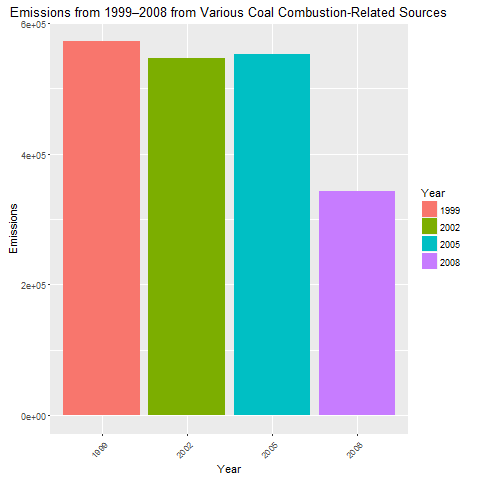 Emissions from 1999–2008 from Various Coal Combustion-Related Sources
6e+05
4e+05
2e+05
0e+00
Emissions
1999
2002
2005
2008
Year
Year
1999
2002
2005
2008